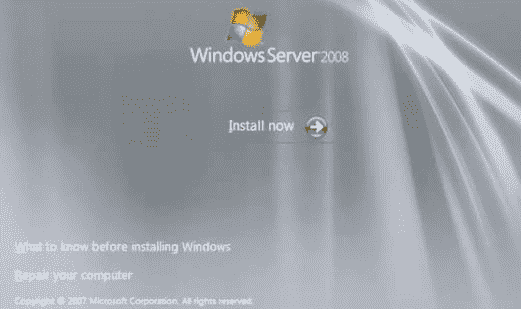 Windows Server 2008
Install now
What to know before installing Windows
Repair your computer
Copyright © 2007 Microsoft Corporation. All rights reserved.